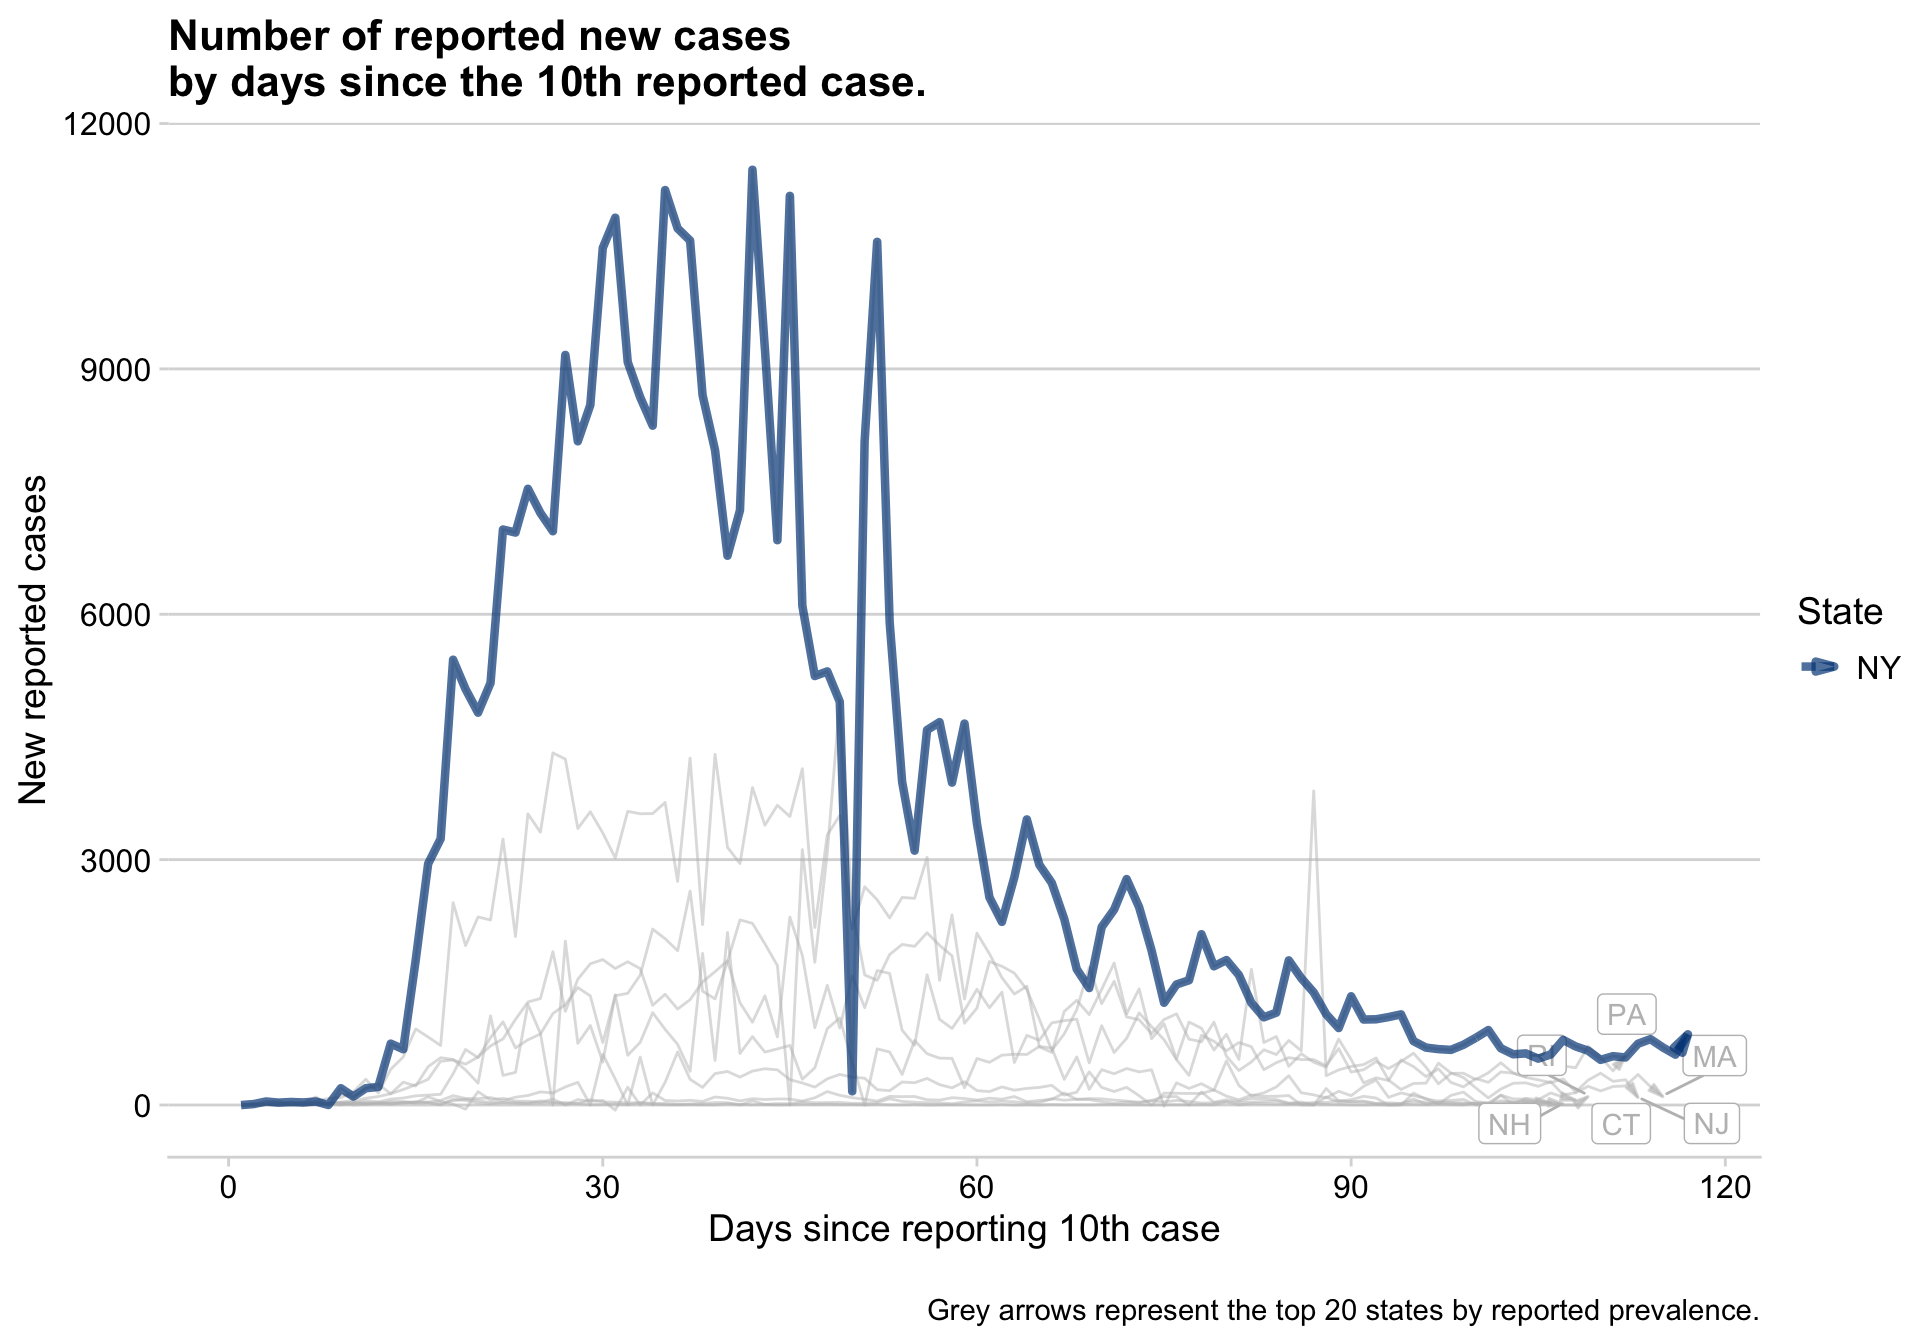 Number of reported new cases
by days since the 10th reported case.
12000
9000
6000
3000
0
New reported cases
State
NY
PA
RI
MA
NH
CT
NJ
0
30
60
90
120
Days since reporting 10th case
Grey arrows represent the top 20 states by reported prevalence.